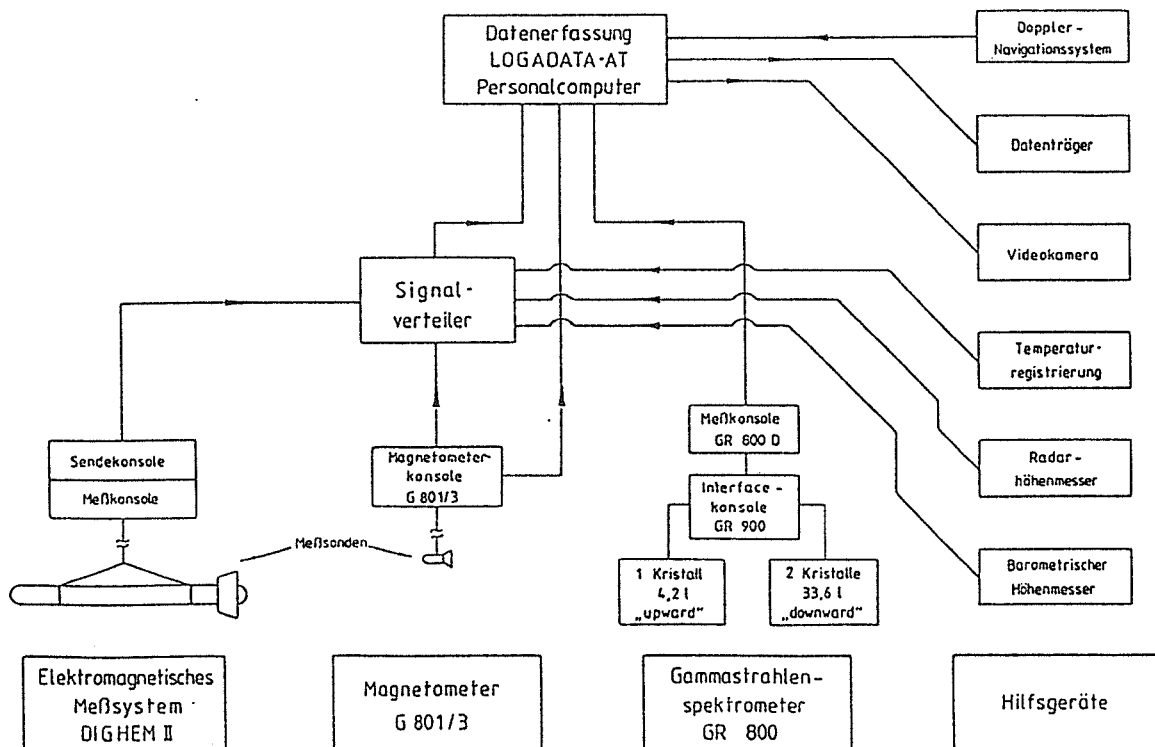 Datenerfassung
LOGADATA-AT
Personalcomputer
Doppler-
Navigationssystem
Datenträger
Videokamera
Signal-
verteiler
Temperatur-
registrierung
Sendekonsole
Meßkonsole
Magnetometer-
konsole
G 801/3
Meßkonsole
GR 800 D
Radar-
höhenmesser
Interface-
konsole
GR 900
Meßsonden
1 Kristall
4,2 l
„upward"
2 Kristalle
33,6 l
„downward"
Barometrischer
Höhenmesser
Elektromagnetisches
Meßsystem
DIGHEM II
Magnetometer
G 801/3
Gammastrahlen-
spektrometer
GR 800
Hilfsgeräte